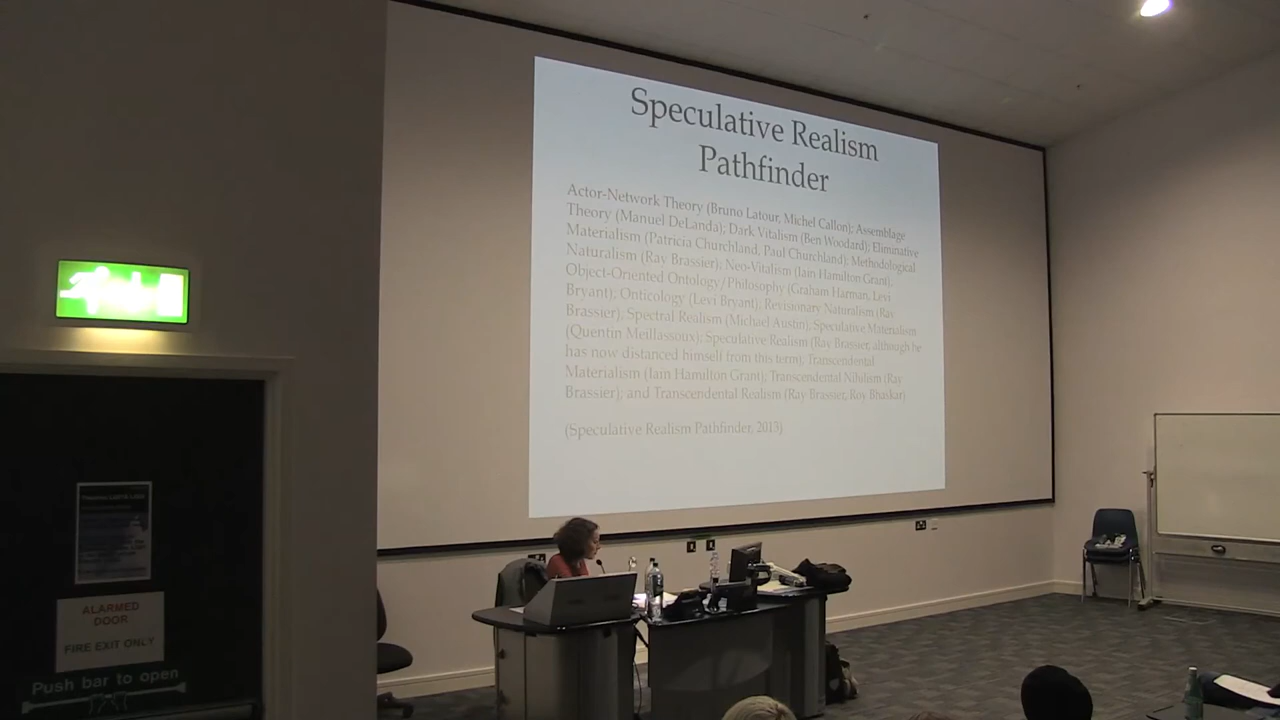 Speculative Realism
Pathfinder
Actor-Network Theory (Bruno Latour, Michel Callon); Assemblage
Theory (Manuel DeLanda); Dark Vitalism (Ben Woodard); Eliminative
Materialism (Patricia Churchland, Paul Churchland); Methodological
Naturalism (Ray Brassier); Neo-Vitalism (Iain Hamilton Grant),
Object-Oriented Ontology/Philosophy (Graham Harman, Levi
Bryant); Onticology (Levi Bryant); Revisionary Naturalism (Ray
Brassier), Spectral Realism (Michael Austin), Speculative Materialism
(Quentin Meillassoux); Speculative Realism (Ray Brassier, although he
has now distanced himself from this term), Transcendental
Materialism (Iain Hamilton Grant), Transcendental Nihilism (Ray
Brassier); and Transcendental Realism (Ray Brassier, Roy Bhaskar)
(Speculative Realism Pathfinder, 2013)
ALARMED
DOOR
FIRE EXIT ONLY
Push bar to open